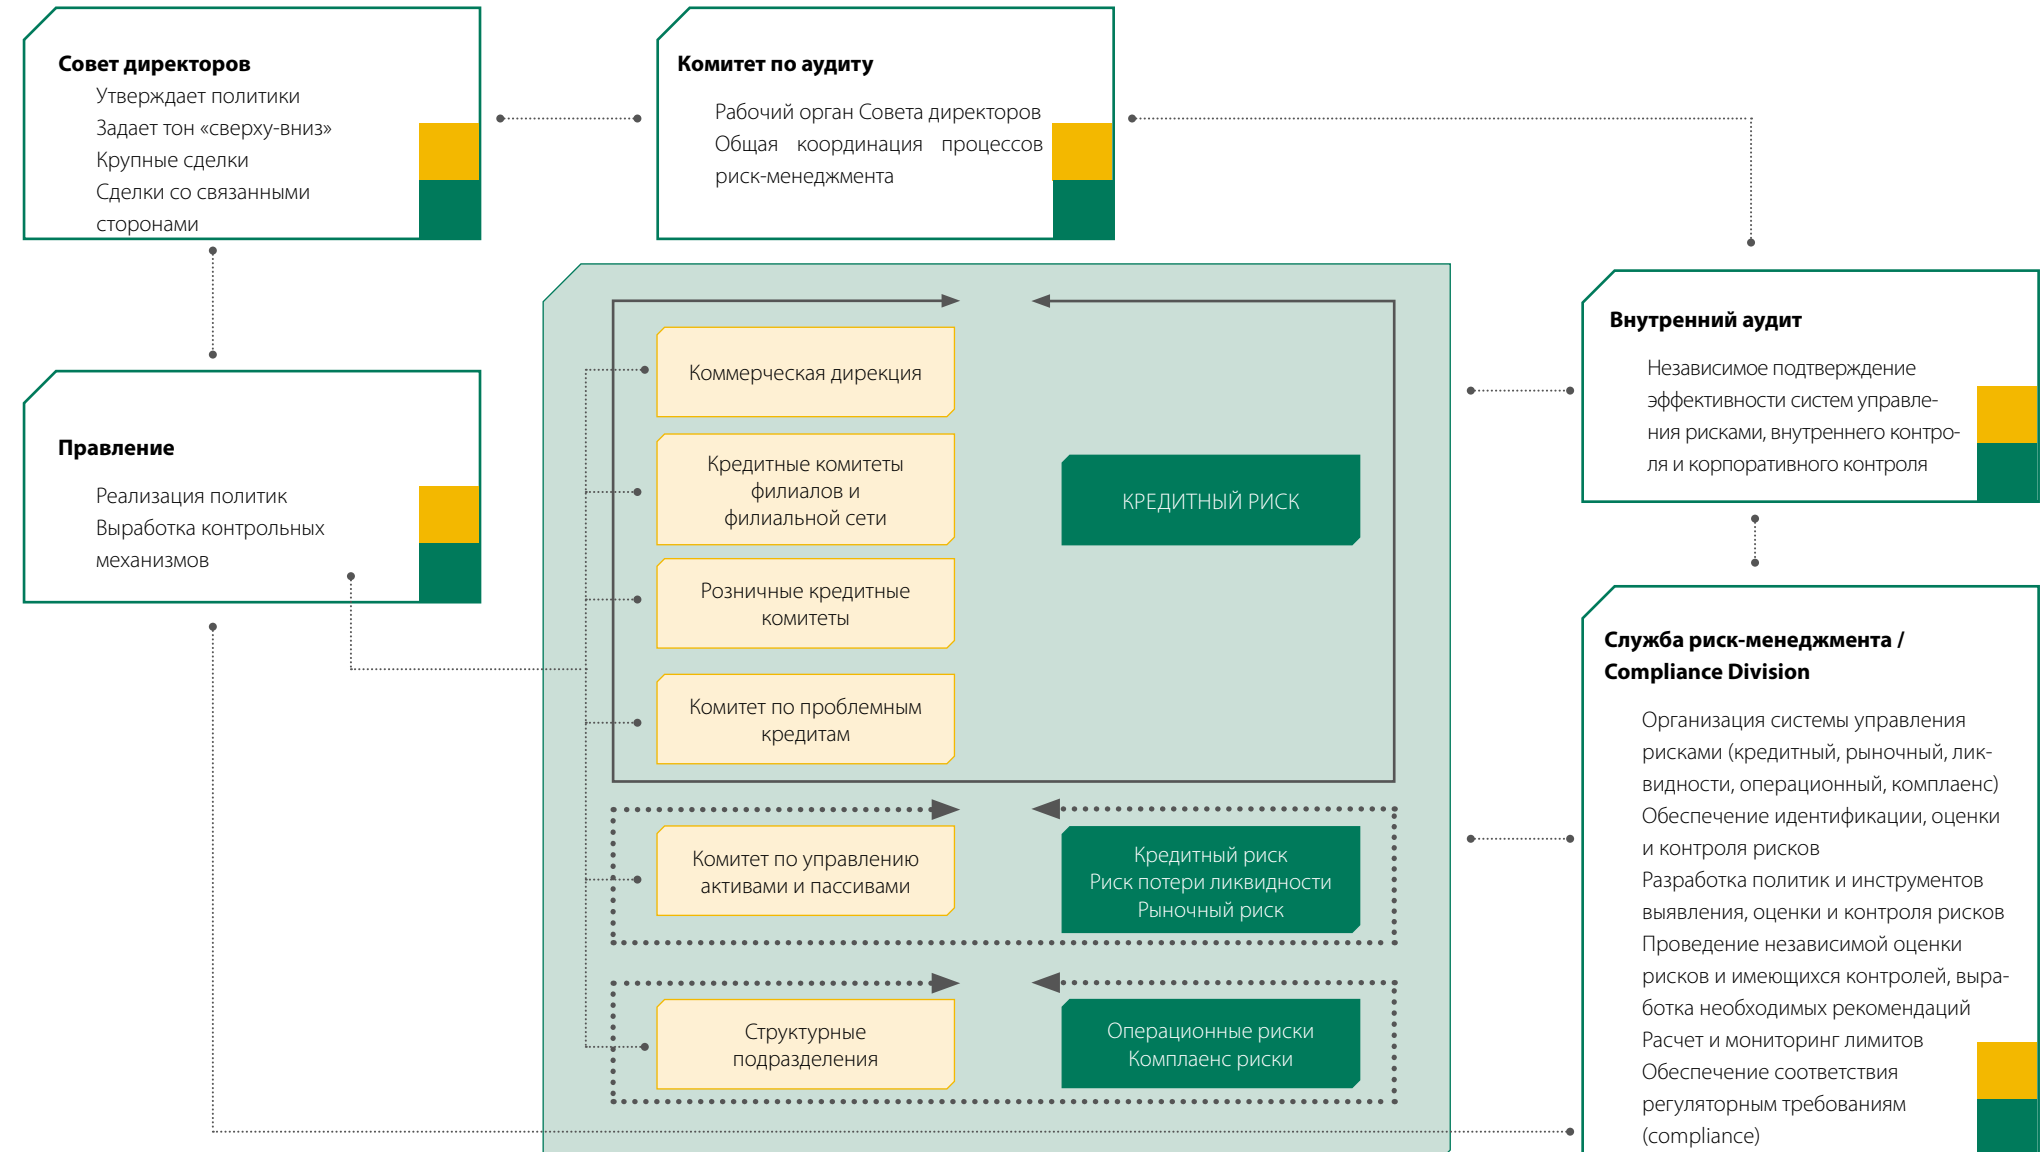 Совет директоров
Утверждает политики
Задает тон «сверху-вниз»
Крупные сделки
Сделки со связанными
сторонами
Комитет по аудиту
Рабочий орган Совета директоров
Общая координация процессов
риск-менеджмента
Правление
Реализация политик
Выработка контрольных
механизмов
Коммерческая дирекция
Кредитные комитеты
филиалов и
филиальной сети
Розничные кредитные
комитеты
Комитет по проблемным
кредитам
КРЕДИТНЫЙ РИСК
Комитет по управлению
активами и пассивами
Кредитный риск
Риск потери ликвидности
Рыночный риск
Структурные
подразделения
Операционные риски
Комплаенс риски
Внутренний аудит
Независимое подтверждение
эффективности систем управле-
ния рисками, внутреннего контро-
ля и корпоративного контроля
Служба риск-менеджмента /
Compliance Division
Организация системы управления
рисками (кредитный, рыночный, лик-
видности, операционный, комплаенс)
Обеспечение идентификации, оценки
и контроля рисков
Разработка политик и инструментов
выявления, оценки и контроля рисков
Проведение независимой оценки
рисков и имеющихся контролей, выра-
ботка необходимых рекомендаций
Расчет и мониторинг лимитов
Обеспечение соответствия
регуляторным требованиям
(compliance)